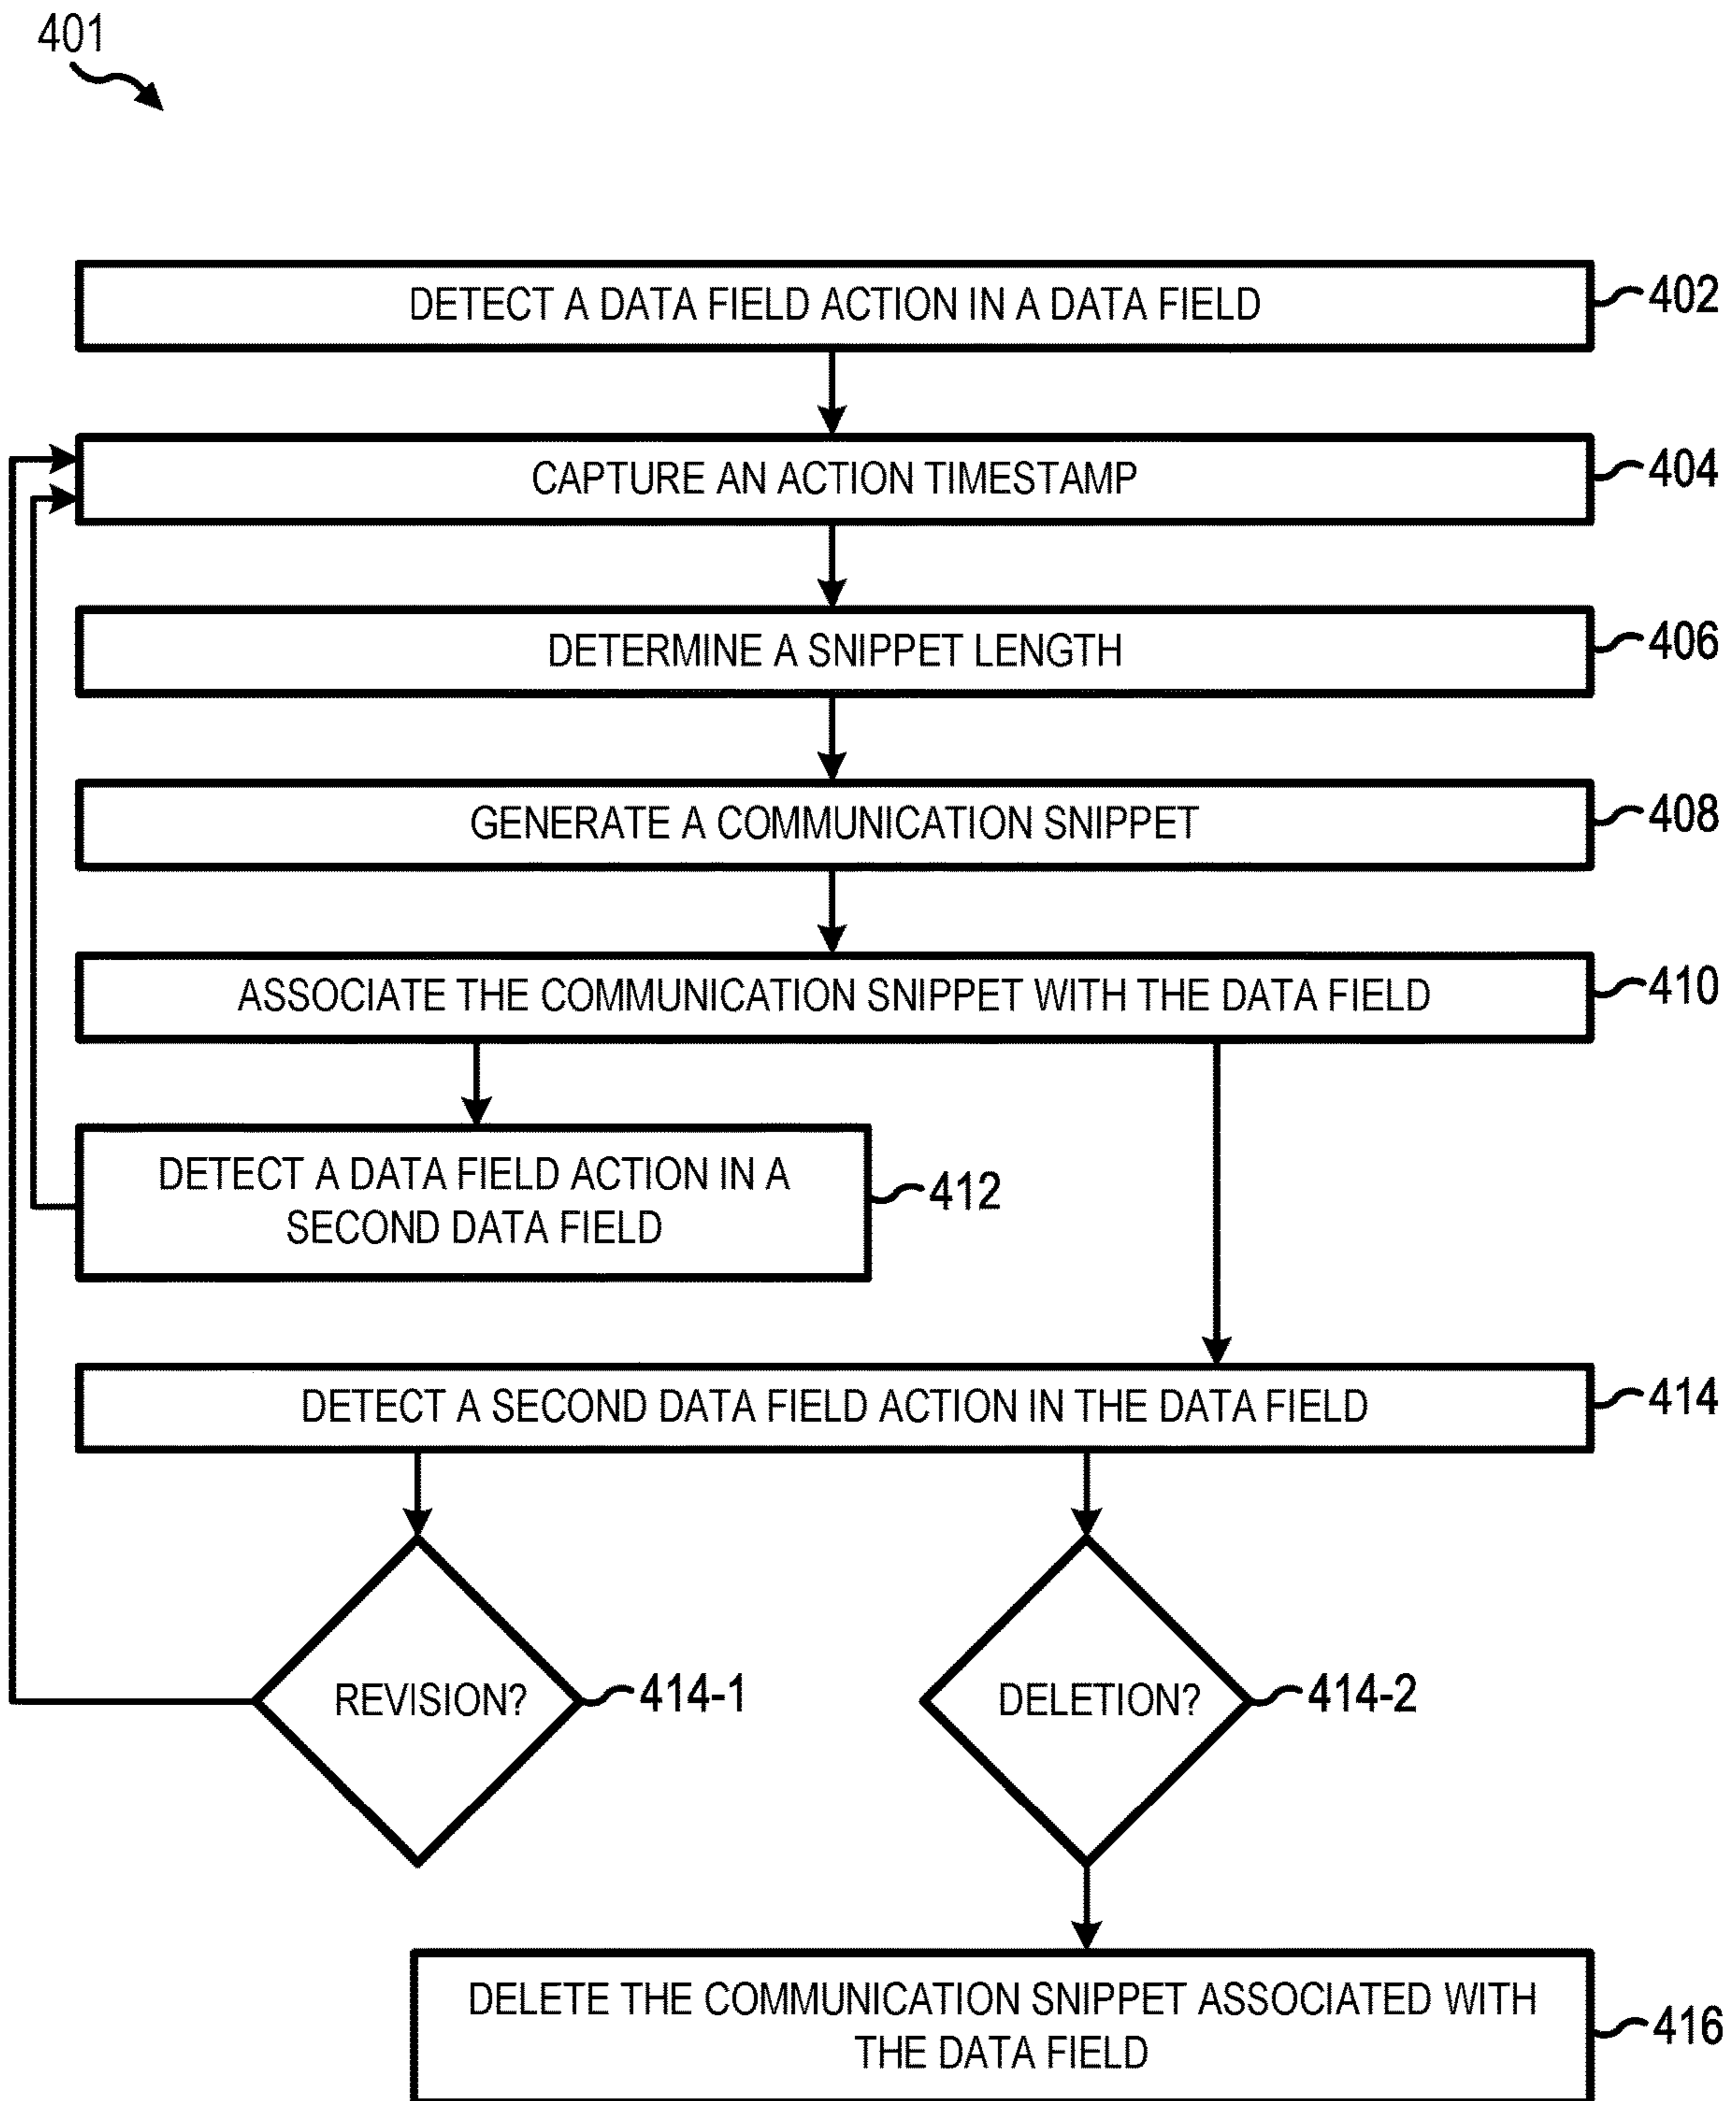 401
DETECT A DATA FIELD ACTION IN A DATA FIELD
402
CAPTURE AN ACTION TIMESTAMP
404
DETERMINE A SNIPPET LENGTH
406
GENERATE A COMMUNICATION SNIPPET
408
ASSOCIATE THE COMMUNICATION SNIPPET WITH THE DATA FIELD
410
DETECT A DATA FIELD ACTION IN A
SECOND DATA FIELD
412
DETECT A SECOND DATA FIELD ACTION IN THE DATA FIELD
414
REVISION?
414-1
DELETION?
414-2
DELETE THE COMMUNICATION SNIPPET ASSOCIATED WITH
THE DATA FIELD
416